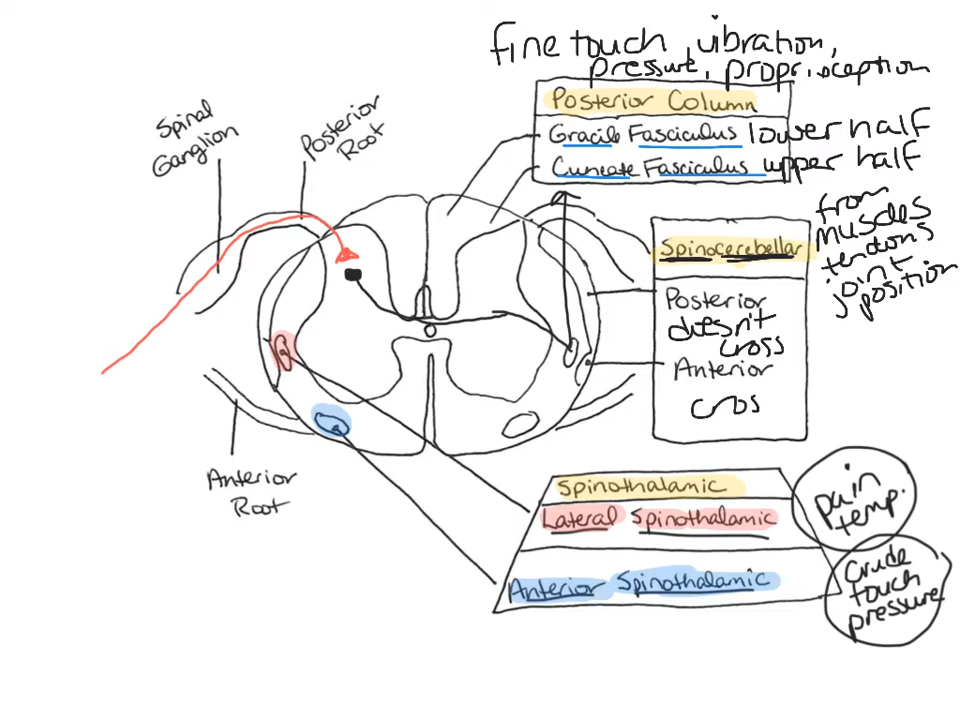 fine touch, vibration,
pressure, proprioception
Posterior Column
Gracile Fasciculus lower half
Cuneate Fasciculus upper half
Spinal
Ganglion
Posterior
Root
from
muscles
tendons
joint
position
Spinocerebellar
Posterior
doesn't
cross
Anterior
cros
Anterior
Root
Spinothalamic
Lateral Spinothalamic
Anterior Spinothalamic
pain
temp.
Crude
touch
pressure